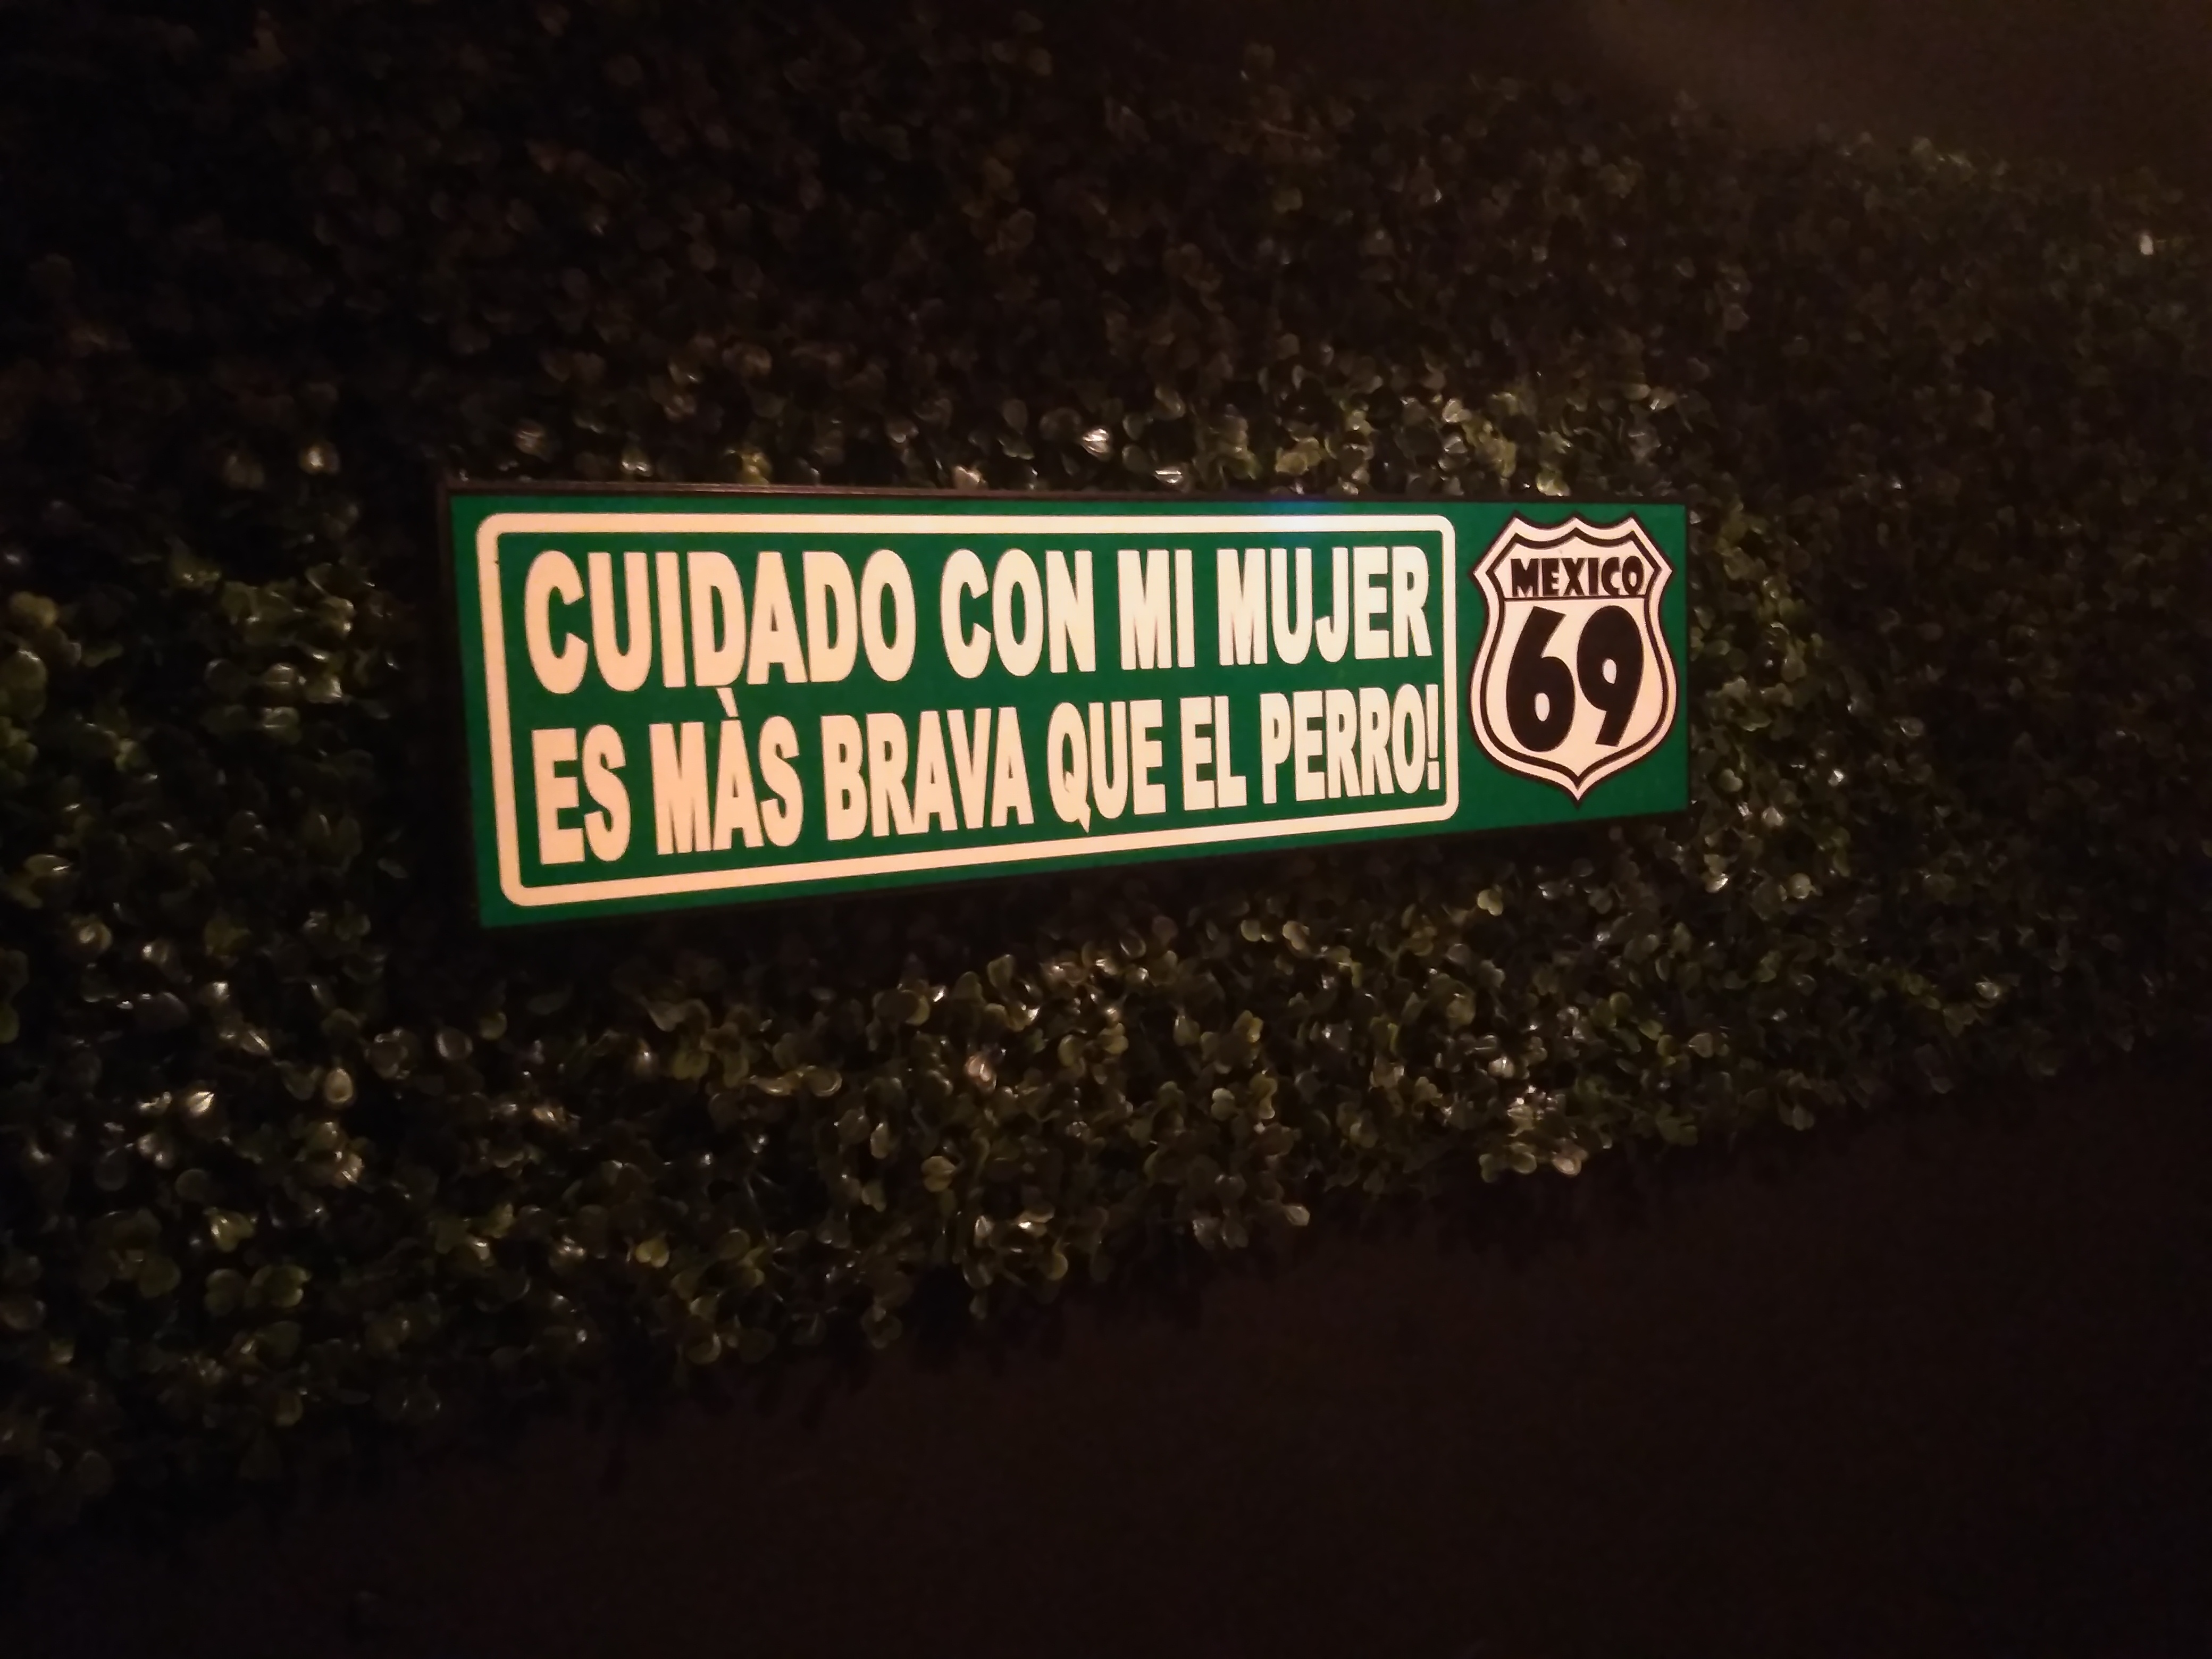 CUIDADO CON MI MUJER
ES MÀS BRAVA QUE EL PERRO!
MEXICO
69